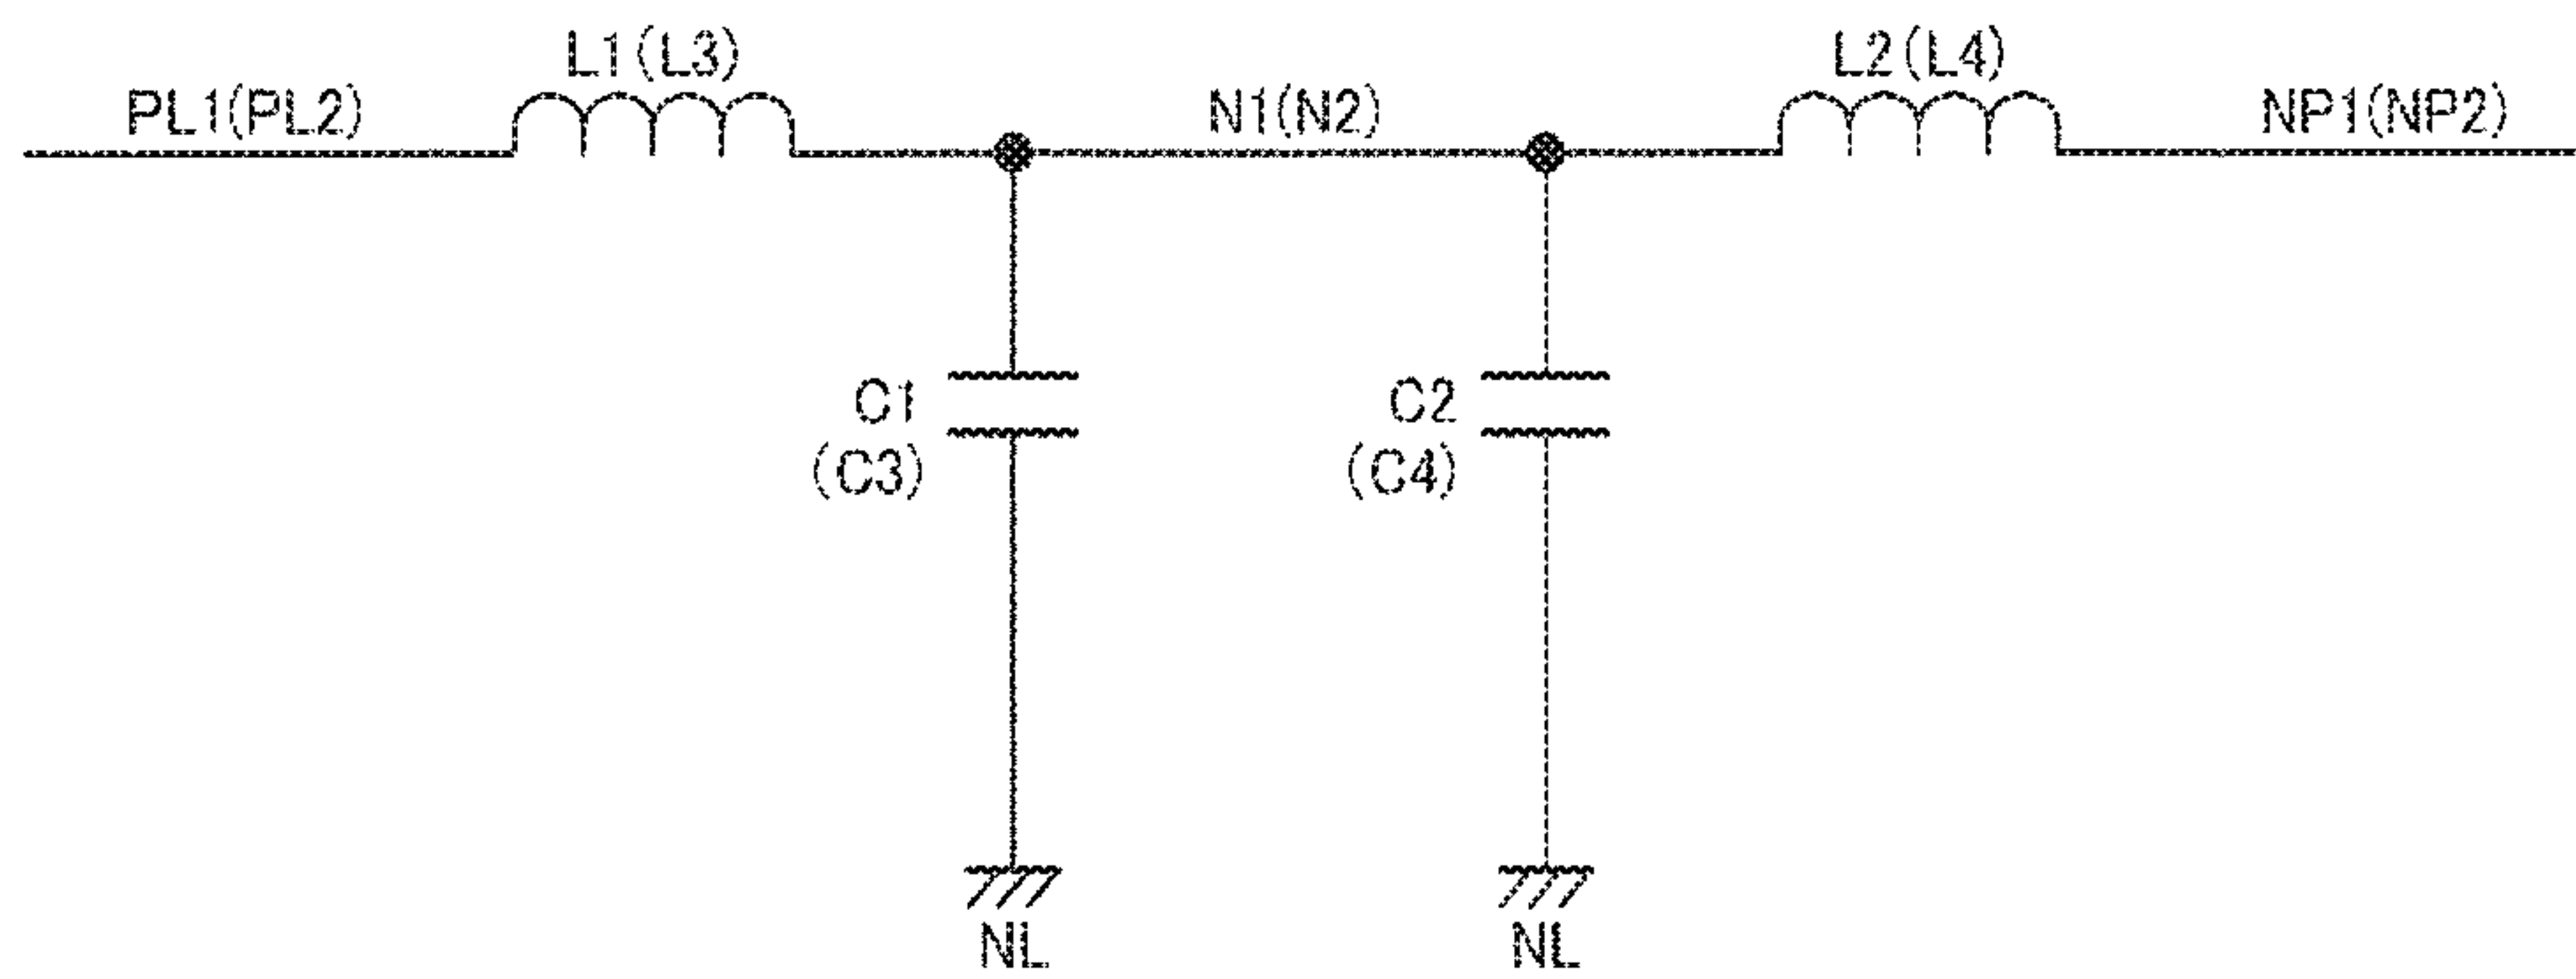 L1(L3)
L2(L4)
PL1(PL2)
N1(N2)
NP1(NP2)
C1
(C3)
C2
(C4)
NL
NL